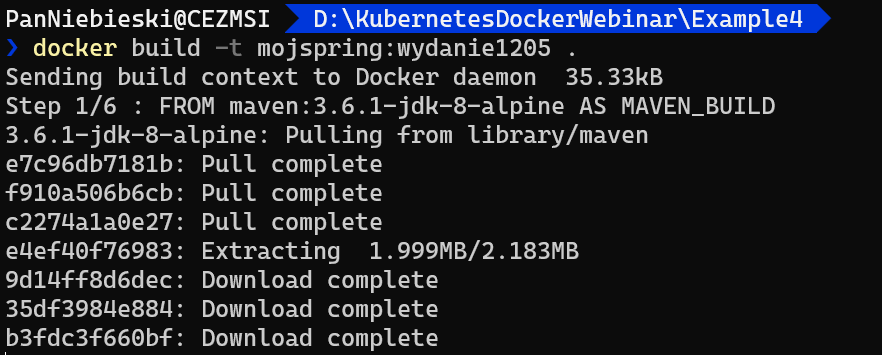 PanNiebieski@CEZMSI D:\KubernetesDockerWebinar\Example4
❯ docker build -t mojspring:wydanie1205 .
Sending build context to Docker daemon  35.33kB
Step 1/6 : FROM maven:3.6.1-jdk-8-alpine AS MAVEN_BUILD
3.6.1-jdk-8-alpine: Pulling from library/maven
e7c96db7181b: Pull complete
f910a506b6cb: Pull complete
c2274a1a0e27: Pull complete
e4ef40f76983: Extracting  1.999MB/2.183MB
9d14ff8d6dec: Download complete
35df3984e884: Download complete
b3fdc3f660bf: Download complete